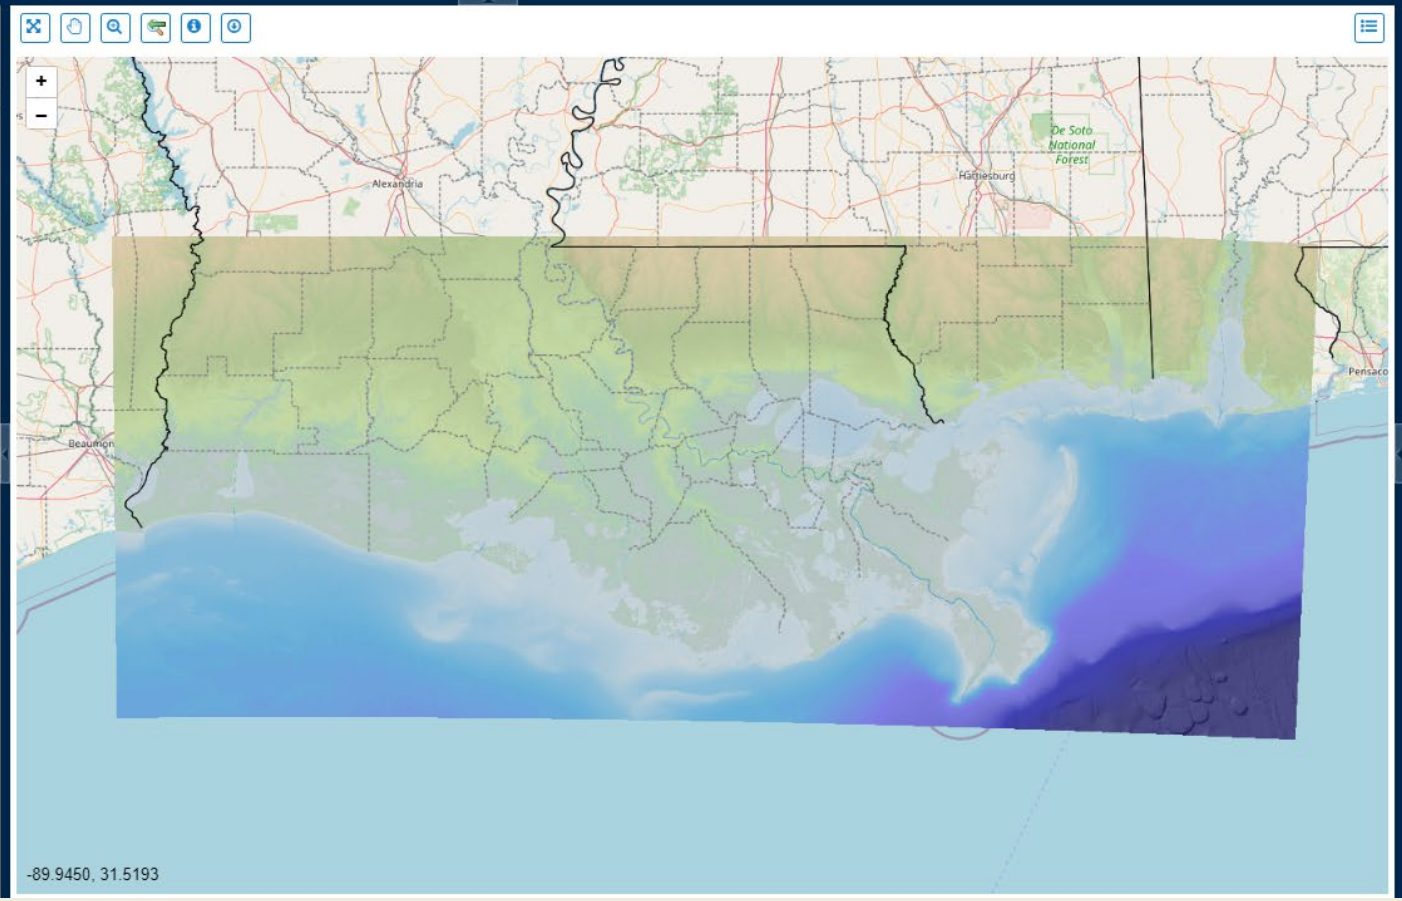 +
−
De Soto
National
Forest
Alexandria
Hattiesburg
Pensaco
Beaumon
-89.9450, 31.5193